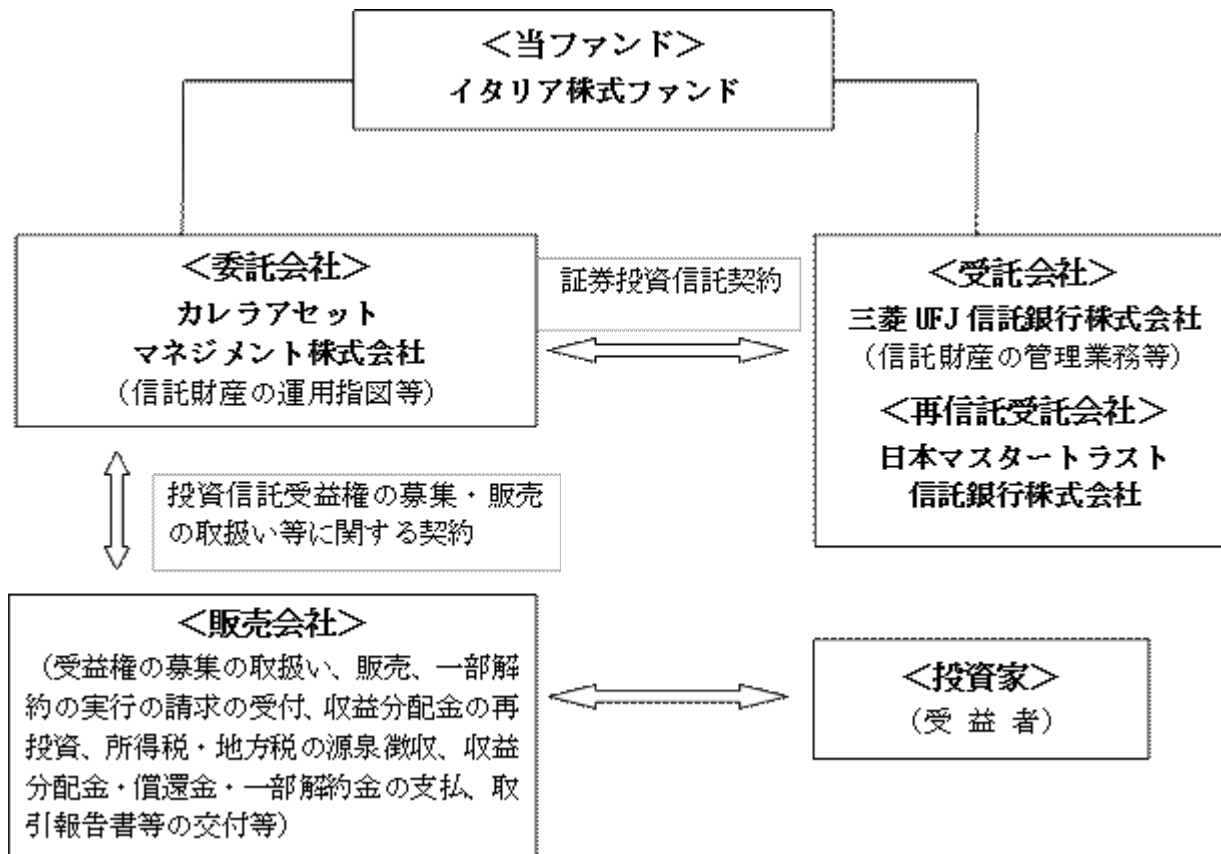 ＜当ファンド＞
イタリア株式ファンド
＜委託会社＞
カレラアセット
マネジメント株式会社
（信託財産の運用指図等）
証券投資信託契約
＜受託会社＞
三菱 UFJ 信託銀行株式会社
（信託財産の管理業務等）
＜再信託受託会社＞
日本マスタートラスト
信託銀行株式会社
投資信託受益権の募集・販売
の取扱い等に関する契約
＜販売会社＞
（受益権の募集の取扱い、販売、一部解
約の実行の請求の受付、収益分配金の再
投資、所得税・地方税の源泉徴収、収益
分配金・償還金・一部解約金の支払、取
引報告書等の交付等）
＜投資家＞
（受 益 者）